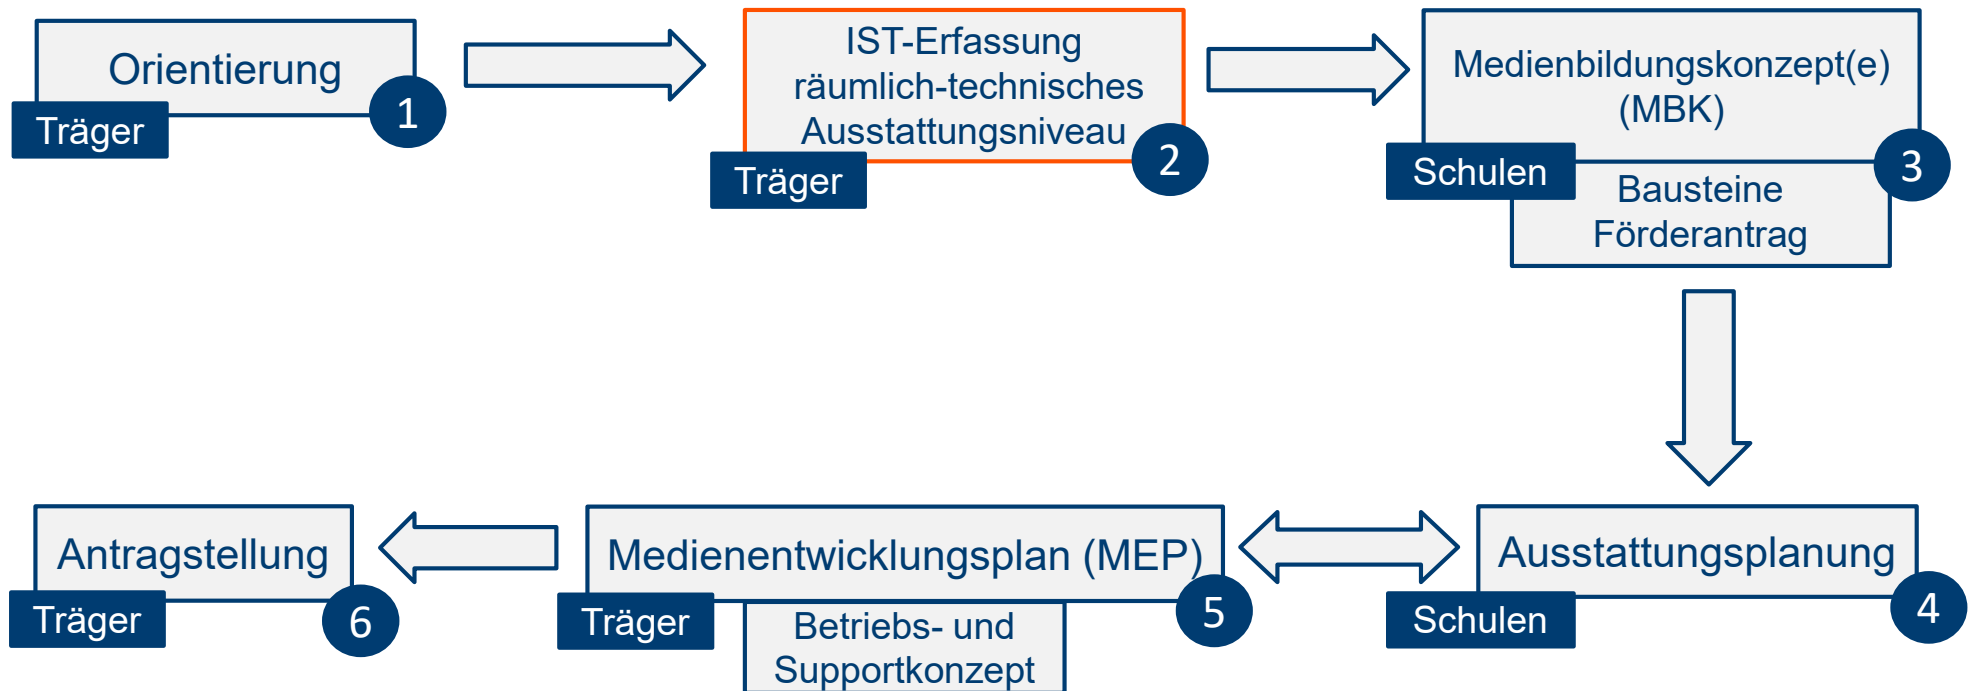 Orientierung
1
Träger
IST-Erfassung
räumlich-technisches
Ausstattungsniveau
2
Träger
Medienbildungskonzept(e)
(MBK)
3
Schulen
Bausteine
Förderantrag
Ausstattungsplanung
4
Schulen
Medienentwicklungsplan (MEP)
5
Träger
Betriebs- und
Supportkonzept
Antragstellung
6
Träger